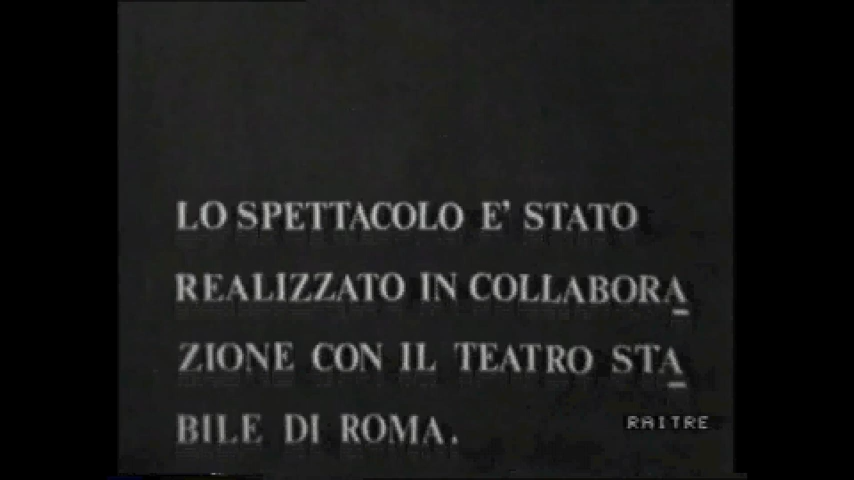 LO SPETTACOLO E' STATO
REALIZZATO IN COLLABORA
ZIONE CON IL TEATRO STA
BILE DI ROMA.
RAITRE